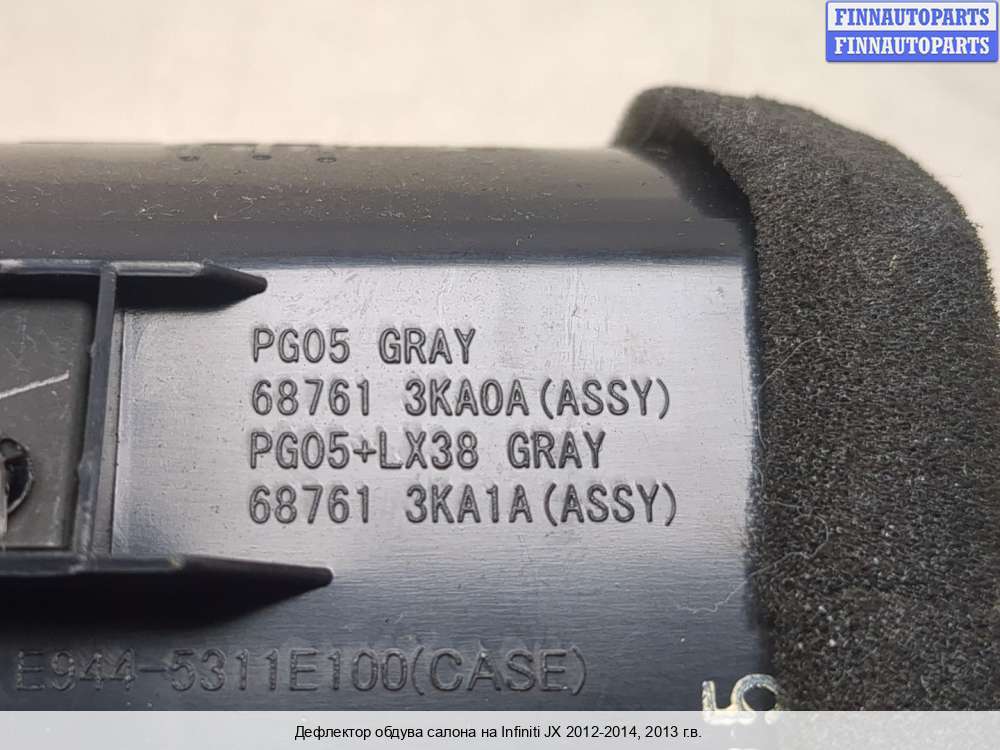 FINNAUTOPARTS
FINNAUTOPARTS
PG05 GRAY
68761 3KA0A(ASSY)
PG05+LX38 GRAY
68761 3KA1A(ASSY)
E944-5311E100(CASE)
Дефлектор обдува салона на Infiniti JX 2012-2014, 2013 г.в.